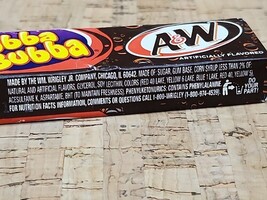 Hubba
Bubba
A&W
ARTIFICIALLY FLAVORED
MADE BY THE WM. WRIGLEY JR. COMPANY, CHICAGO, IL 60642. MADE OF: SUGAR, GUM BASE, CORN SYRUP, LESS THAN 2% OF:
NATURAL AND ARTIFICIAL FLAVORS, GLYCEROL, SOY LECITHIN, COLORS (RED 40 LAKE, YELLOW 6 LAKE, BLUE 1 LAKE, RED 40, YELLOW 5),
ACESULFAME K, ASPARTAME, BHT (TO MAINTAIN FRESHNESS). PHENYLKETONURICS: CONTAINS PHENYLALANINE.
FOR NUTRITION FACTS INFORMATION, COMMENTS OR QUESTIONS CALL 1-800-WRIGLEY (1-800-974-4539)
DO
YOUR
PART!